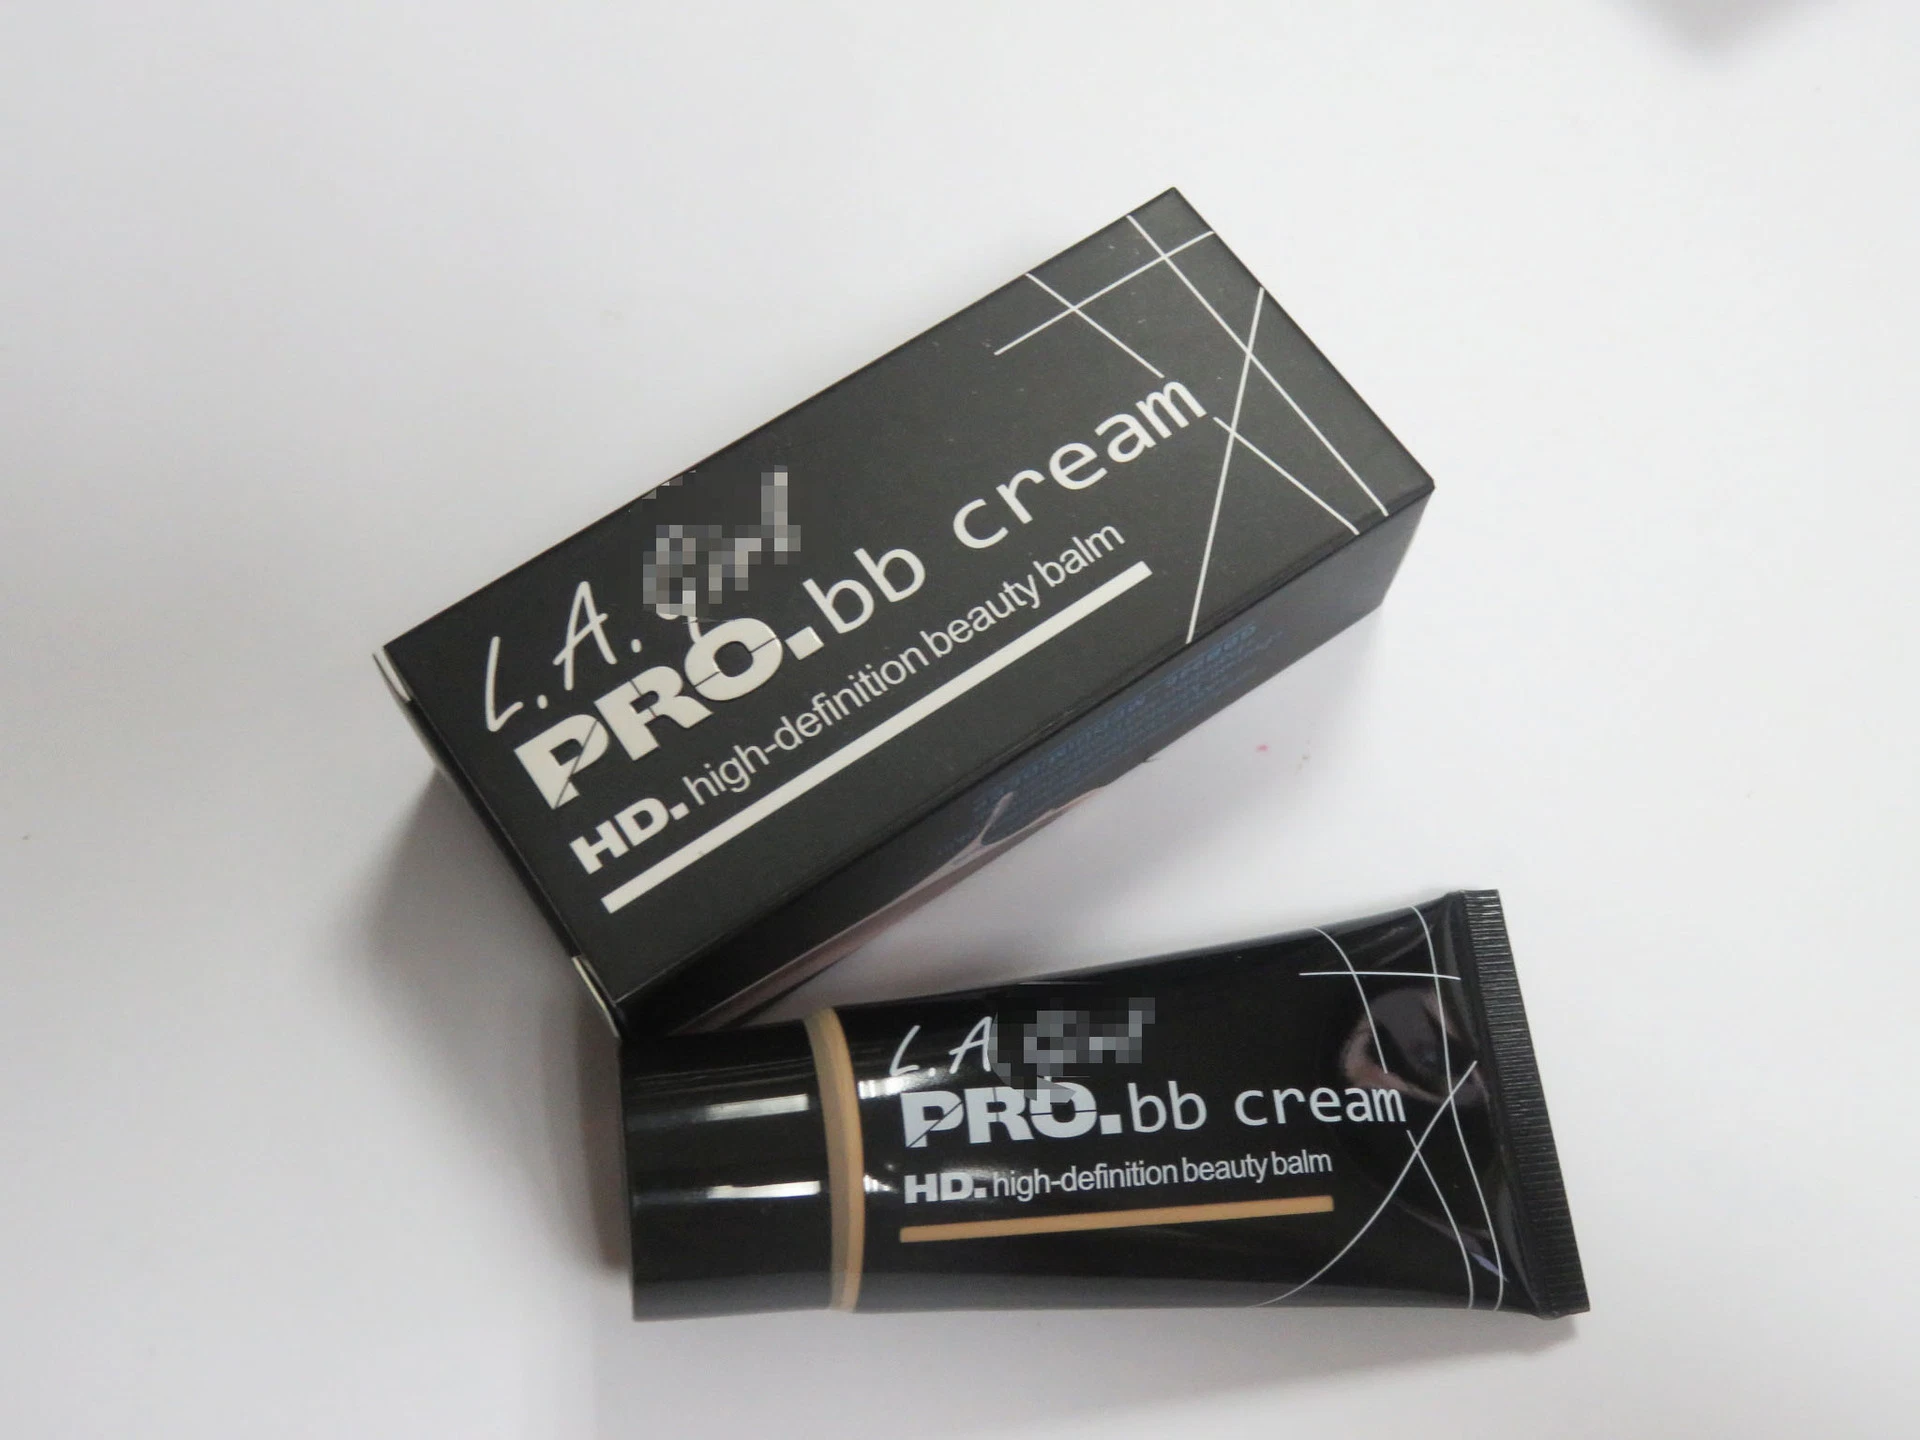 L.A.
PRO.bb cream
HD.high-definition beauty balm
L.A
PRO.bb cream
HD.high-definition beauty balm